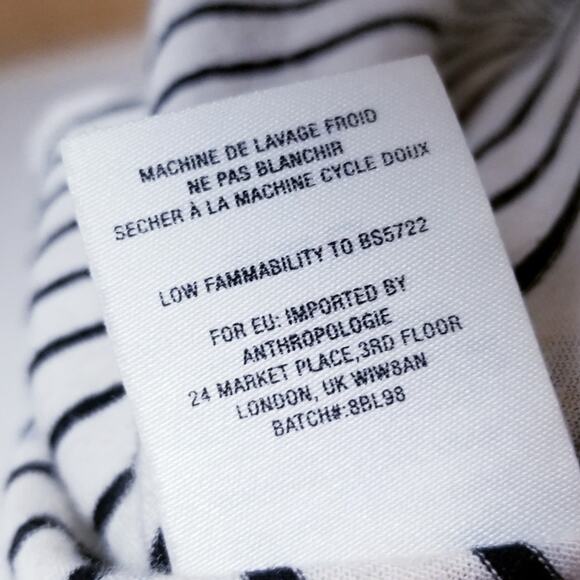 MACHINE DE LAVAGE FROID
NE PAS BLANCHIR
SECHER À LA MACHINE CYCLE DOUX
LOW FAMMABILITY TO BS5722
FOR EU: IMPORTED BY
ANTHROPOLOGIE
24 MARKET PLACE,3RD FLOOR
LONDON, UK WIW8AN
BATCH#:8BL98